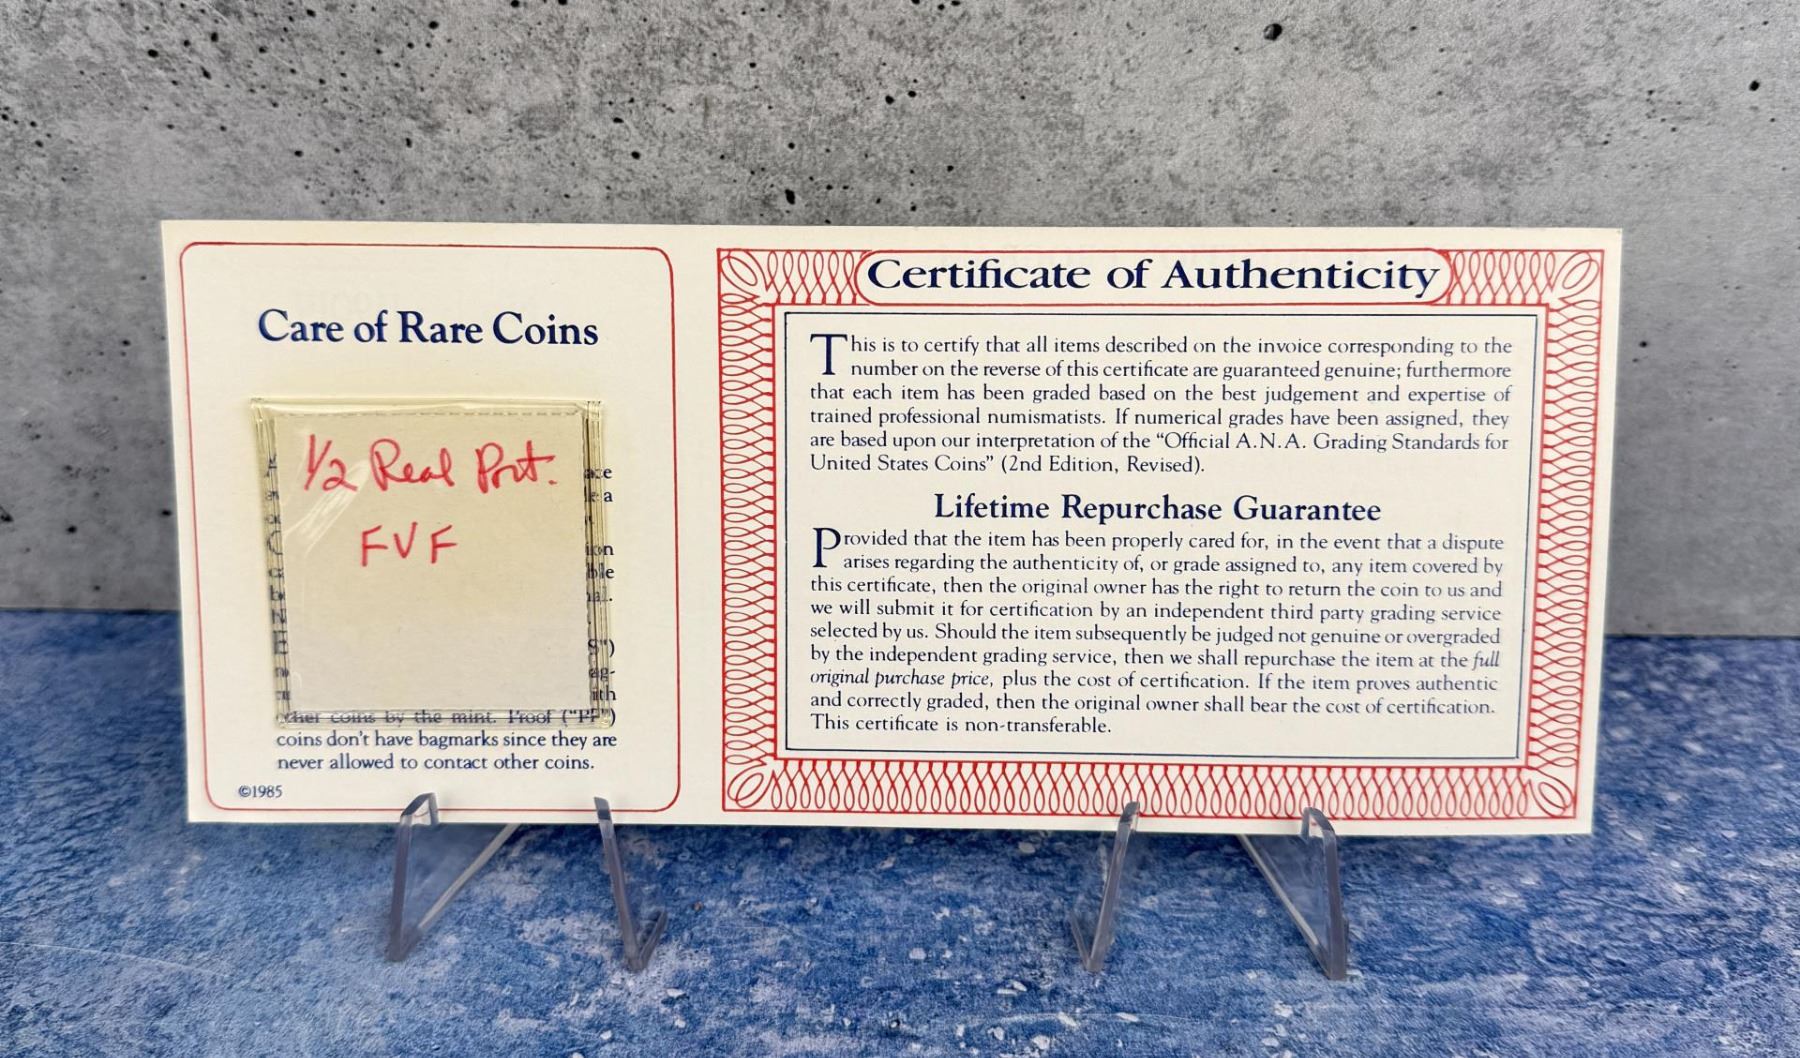 Care of Rare Coins
1/2 Real Port.
FVF
other coins by the mint. Proof ("PF")
coins don't have bagmarks since they are
never allowed to contact other coins.
©1985
Certificate of Authenticity
This is to certify that all items described on the invoice corresponding to the
number on the reverse of this certificate are guaranteed genuine; furthermore
that each item has been graded based on the best judgement and expertise of
trained professional numismatists. If numerical grades have been assigned, they
are based upon our interpretation of the “Official A.N.A. Grading Standards for
United States Coins” (2nd Edition, Revised).
Lifetime Repurchase Guarantee
Provided that the item has been properly cared for, in the event that a dispute
arises regarding the authenticity of, or grade assigned to, any item covered by
this certificate, then the original owner has the right to return the coin to us and
we will submit it for certification by an independent third party grading service
selected by us. Should the item subsequently be judged not genuine or overgraded
by the independent grading service, then we shall repurchase the item at the full
original purchase price, plus the cost of certification. If the item proves authentic
and correctly graded, then the original owner shall bear the cost of certification.
This certificate is non-transferable.